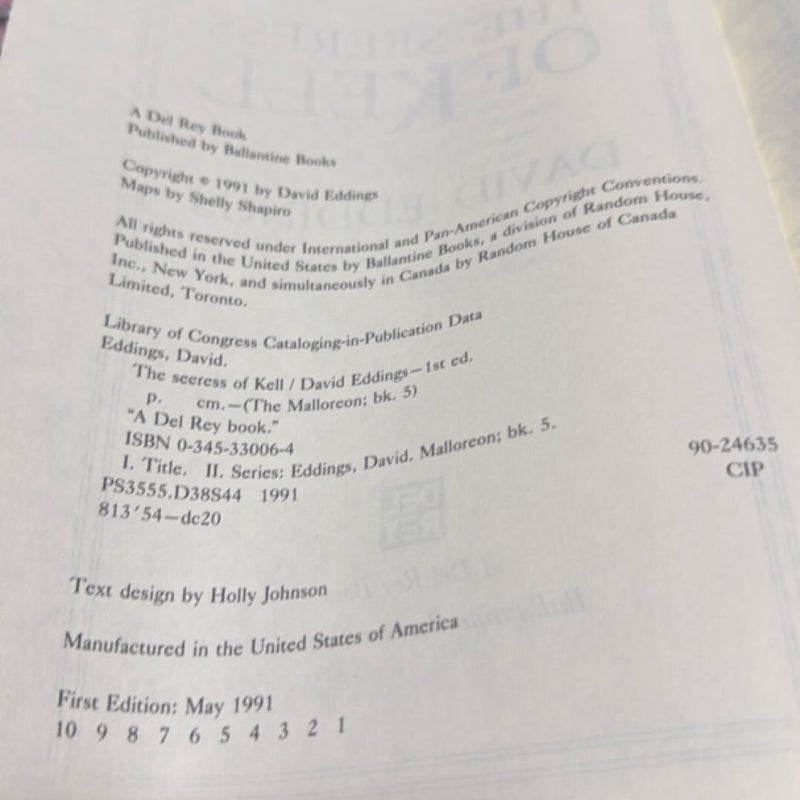 A Del Rey Book
Published by Ballantine Books
Copyright © 1991 by David Eddings
Maps by Shelly Shapiro
All rights reserved under International and Pan-American Copyright Conventions.
Published in the United States by Ballantine Books, a division of Random House,
Inc., New York, and simultaneously in Canada by Random House of Canada
Limited, Toronto.
Library of Congress Cataloging-in-Publication Data
Eddings, David.
The seeress of Kell / David Eddings—1st ed.
p. cm.—(The Malloreon; bk. 5)
"A Del Rey book."
ISBN 0-345-33006-4
I. Title. II. Series: Eddings, David. Malloreon; bk. 5.
PS3555.D38S44 1991
813'54—dc20
90-24635
CIP
Text design by Holly Johnson
Manufactured in the United States of America
First Edition: May 1991
10 9 8 7 6 5 4 3 2 1